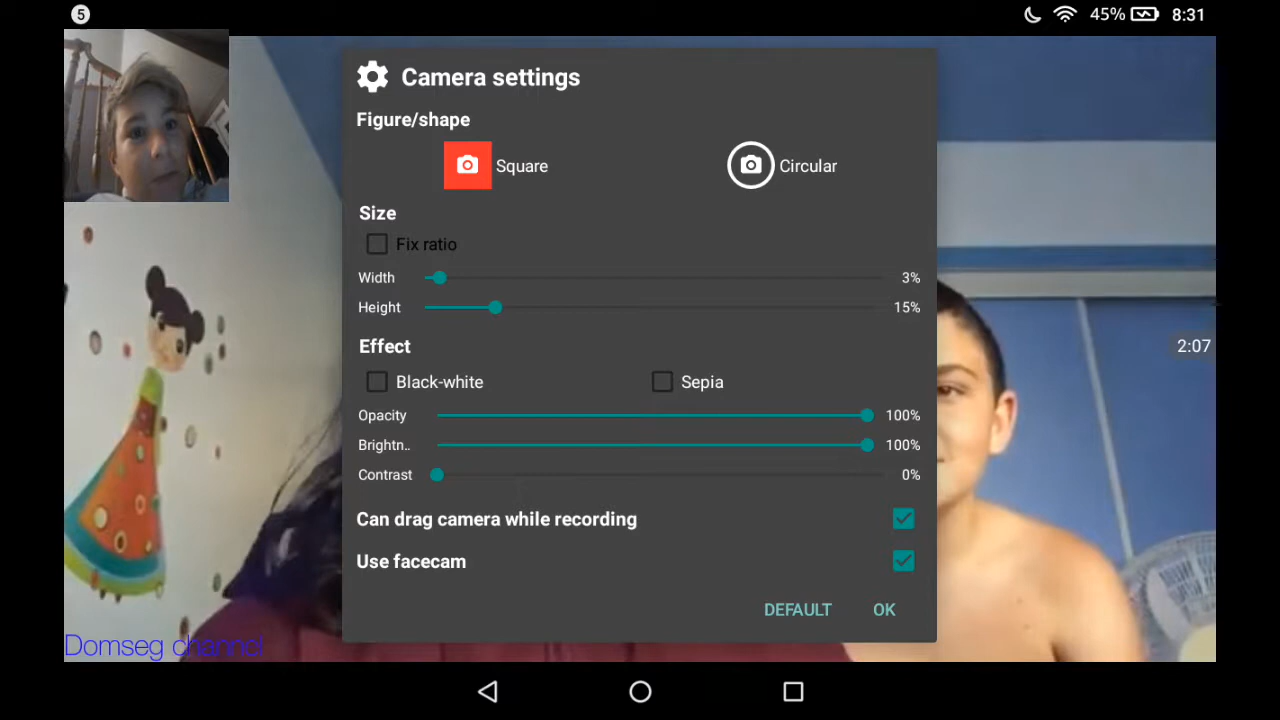 5
45% 8:31
Camera settings
Figure/shape
Square Circular
Size
Fix ratio
Width 3%
Height 15%
2:07
Effect
Black-white Sepia
Opacity 100%
Brightn.. 100%
Contrast 0%
Can drag camera while recording
Use facecam
DEFAULT OK
Domseg